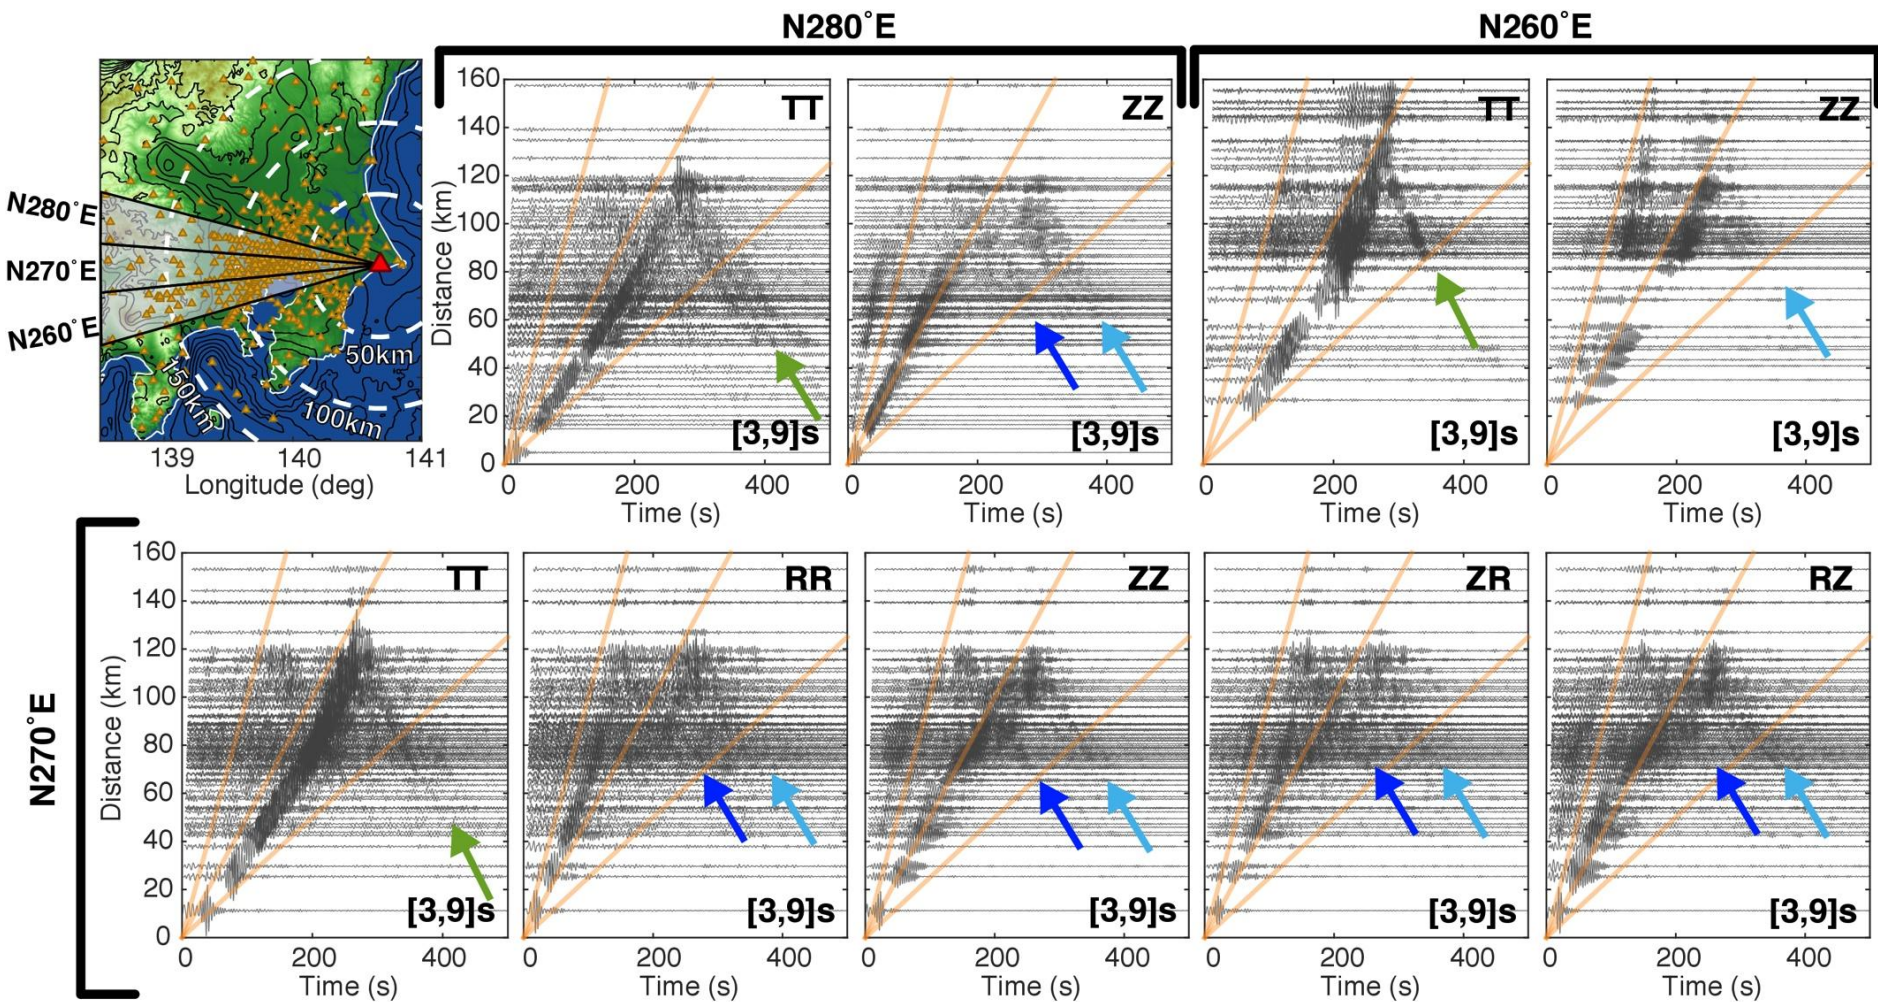 N280°E
N260°E
N280°E
N270°E
N260°E
50km
100km
150km
139
140
141
Longitude (deg)
160
140
120
100
80
60
40
20
0
Distance (km)
TT
[3,9]s
0
200
400
Time (s)
ZZ
[3,9]s
0
200
400
Time (s)
TT
[3,9]s
0
200
400
Time (s)
ZZ
[3,9]s
0
200
400
Time (s)
N270°E
160
140
120
100
80
60
40
20
0
Distance (km)
TT
[3,9]s
0
200
400
Time (s)
RR
[3,9]s
0
200
400
Time (s)
ZZ
[3,9]s
0
200
400
Time (s)
ZR
[3,9]s
0
200
400
Time (s)
RZ
[3,9]s
0
200
400
Time (s)